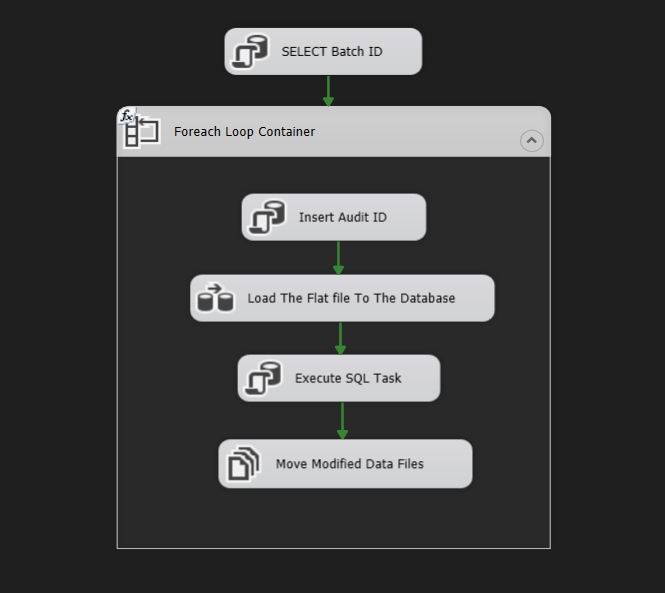 SELECT Batch ID
fx
Foreach Loop Container
Insert Audit ID
Load The Flat file To The Database
Execute SQL Task
Move Modified Data Files